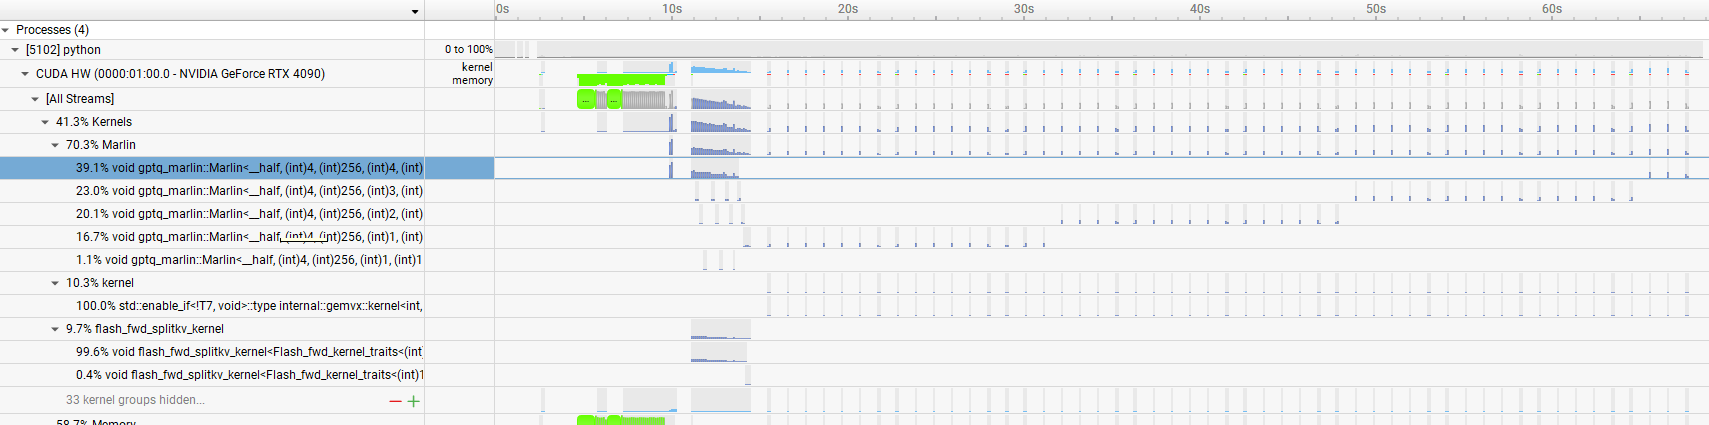 0s 10s 20s 30s 40s 50s 60s
Processes (4)
[5102] python 0 to 100%
CUDA HW (0000:01:00.0 - NVIDIA GeForce RTX 4090) kernel
memory
[All Streams] ... ...
41.3% Kernels
70.3% Marlin
39.1% void gptq_marlin::Marlin<__half, (int)4, (int)256, (int)4, (int)
23.0% void gptq_marlin::Marlin<__half, (int)4, (int)256, (int)3, (int)
20.1% void gptq_marlin::Marlin<__half, (int)4, (int)256, (int)2, (int)
16.7% void gptq_marlin::Marlin<__half, (int)4, (int)256, (int)1, (int)
1.1% void gptq_marlin::Marlin<__half, (int)4, (int)256, (int)1, (int)1
10.3% kernel
100.0% std::enable_if<!T7, void>::type internal::gemvx::kernel<int,
9.7% flash_fwd_splitkv_kernel
99.6% void flash_fwd_splitkv_kernel<Flash_fwd_kernel_traits<(int)
0.4% void flash_fwd_splitkv_kernel<Flash_fwd_kernel_traits<(int)1
33 kernel groups hidden...
58.7% Memory